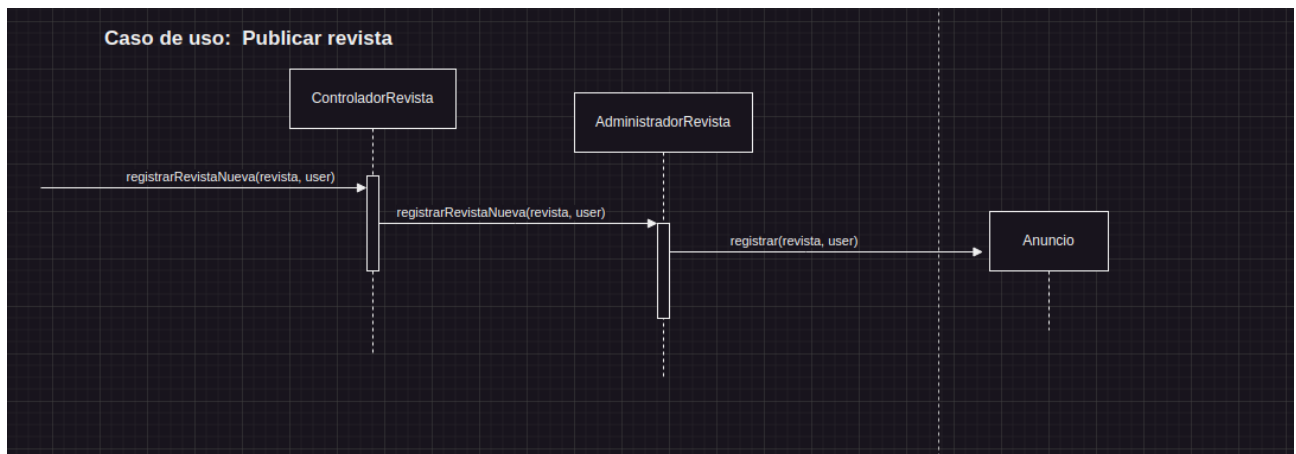 Caso de uso:  Publicar revista
ControladorRevista
AdministradorRevista
registrarRevistaNueva(revista, user)
registrarRevistaNueva(revista, user)
registrar(revista, user)
Anuncio